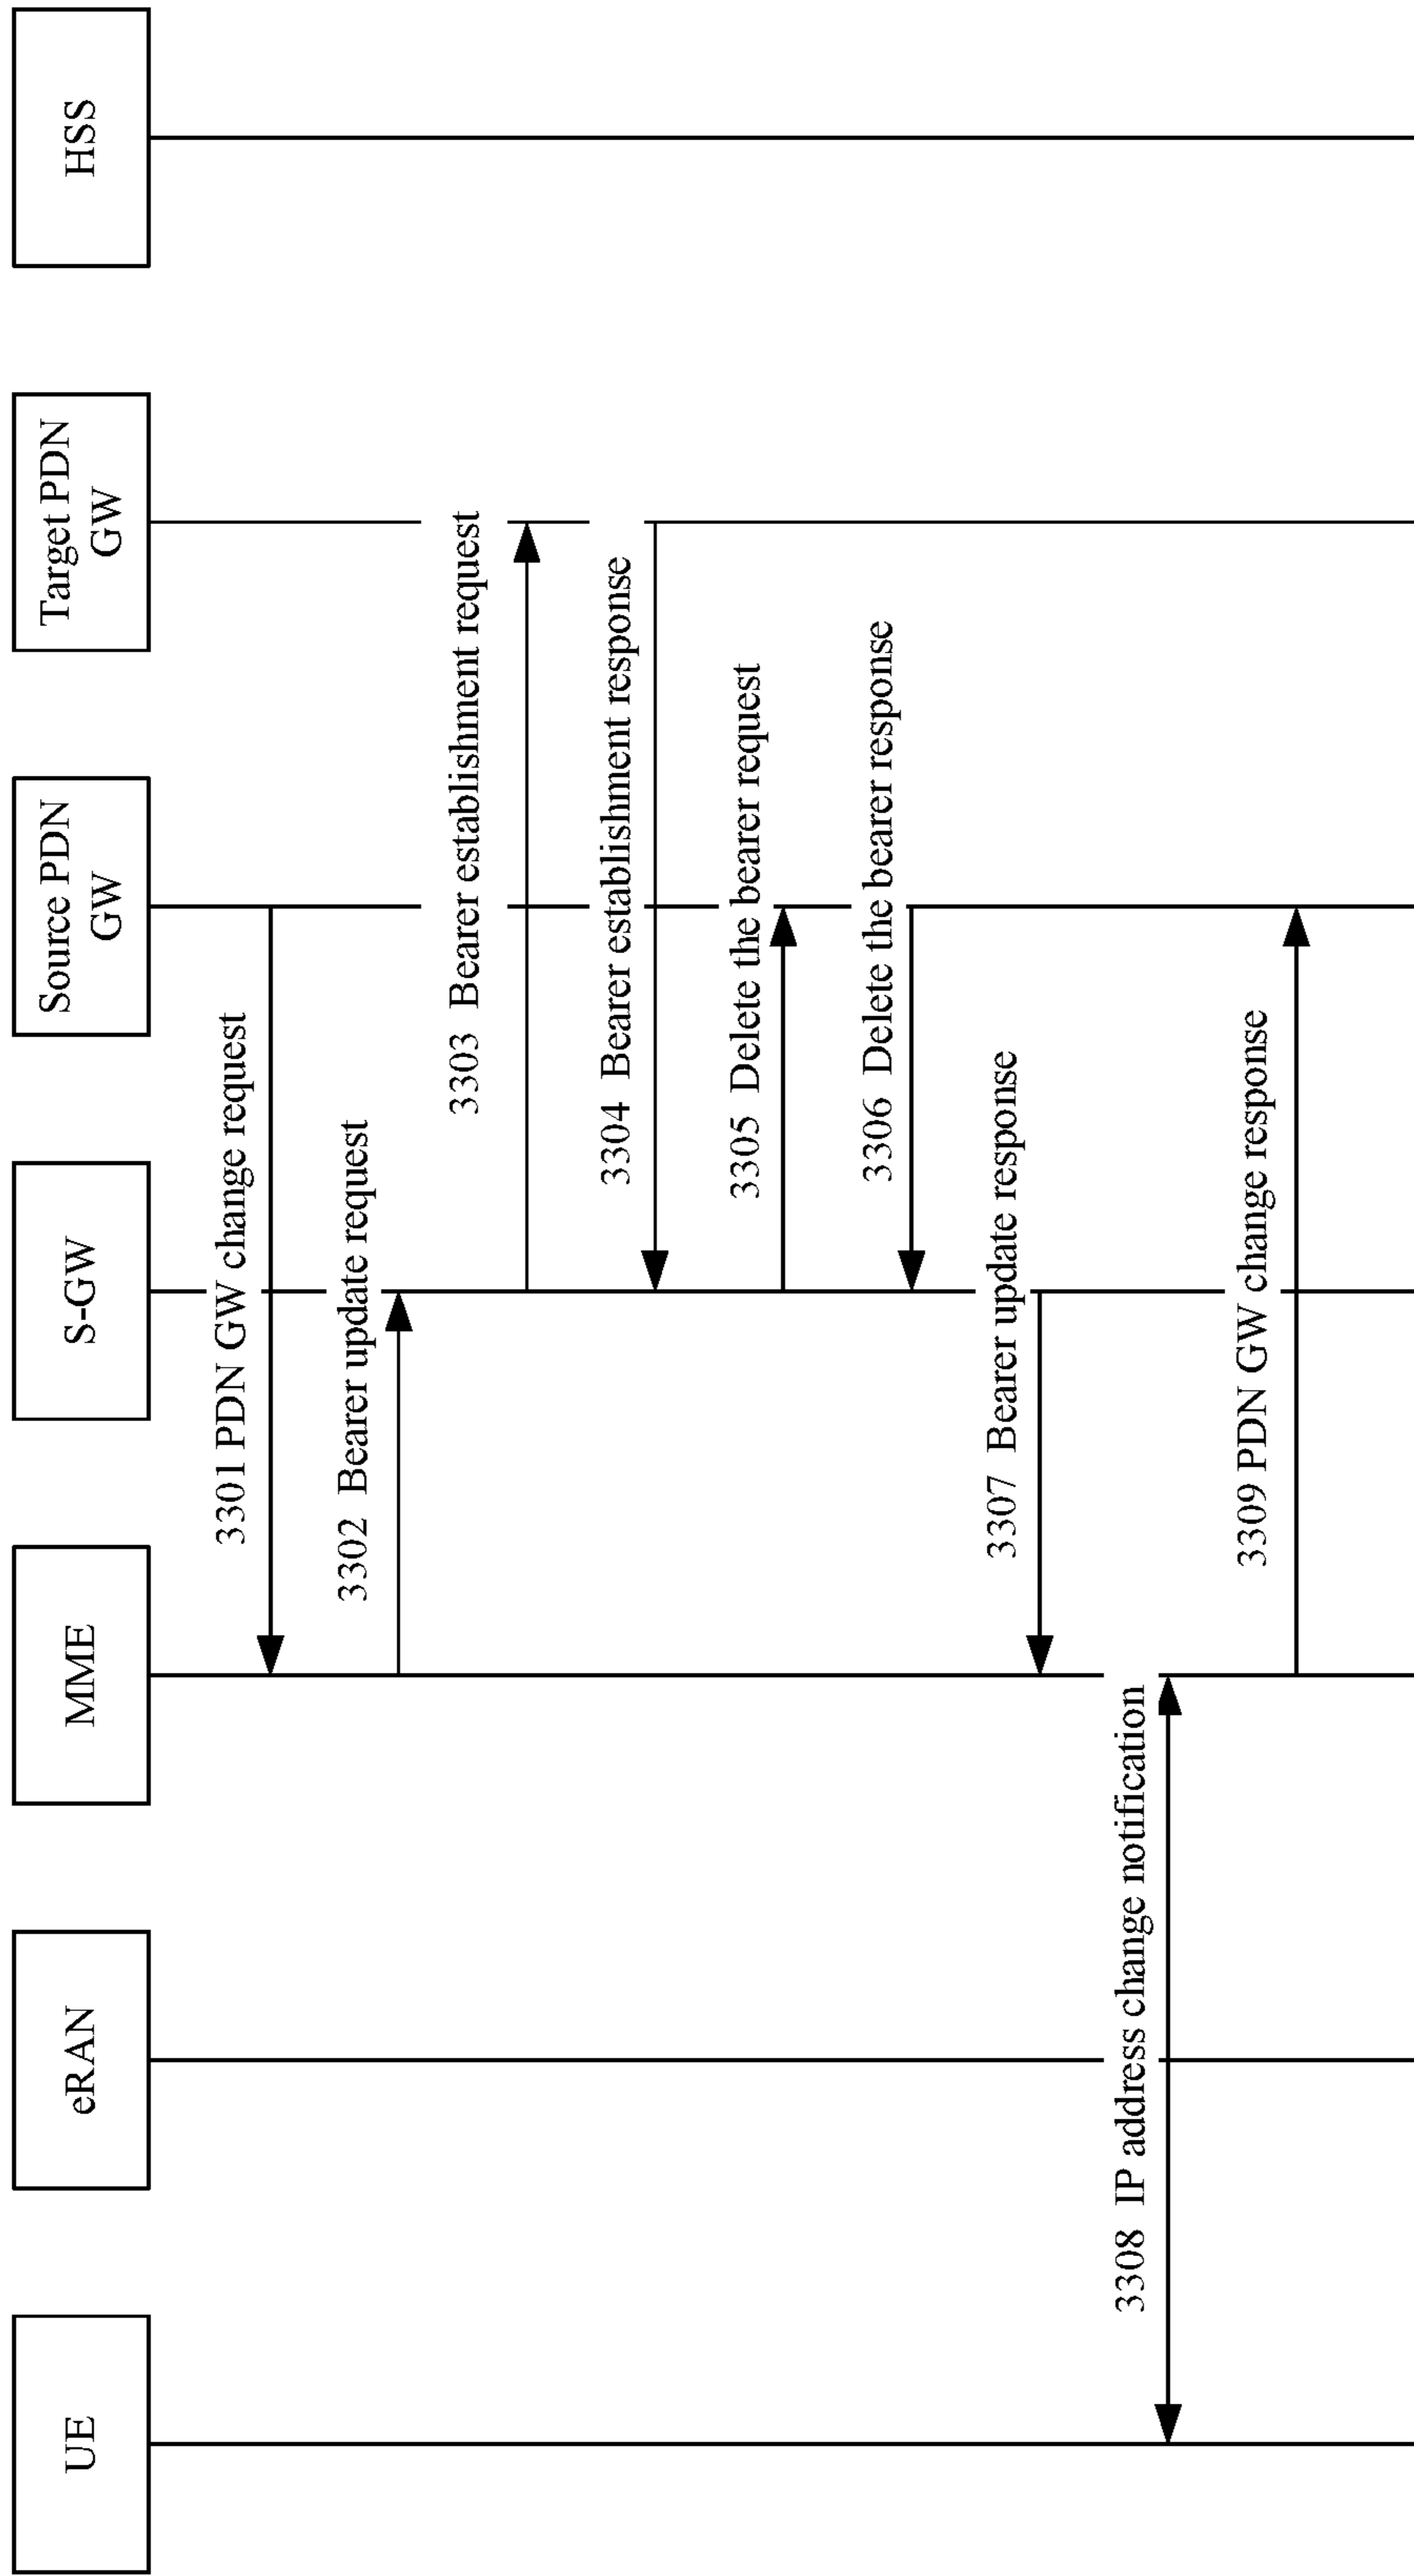 UE
eRAN
MME
S-GW
Source PDN
GW
Target PDN
GW
HSS
3301 PDN GW change request
3302 Bearer update request
3303 Bearer establishment request
3304 Bearer establishment response
3305 Delete the bearer request
3306 Delete the bearer response
3307 Bearer update response
3308 IP address change notification
3309 PDN GW change response